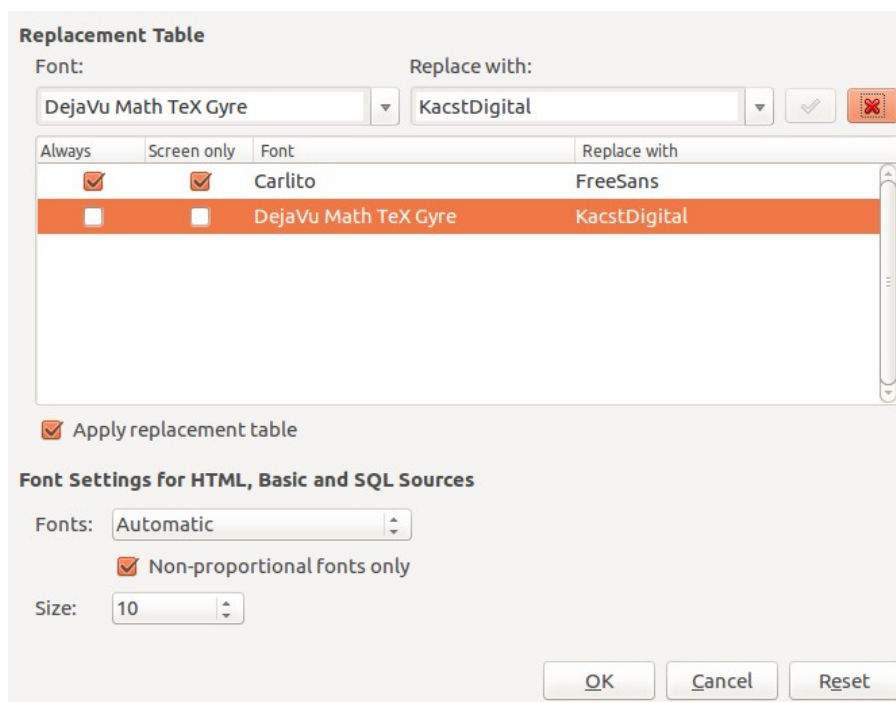 Replacement Table
Font: Replace with:
DejaVu Math TeX Gyre KacstDigital
Always Screen only Font Replace with
Carlito FreeSans
DejaVu Math TeX Gyre KacstDigital
Apply replacement table
Font Settings for HTML, Basic and SQL Sources
Fonts: Automatic
Non-proportional fonts only
Size: 10
OK Cancel Reset